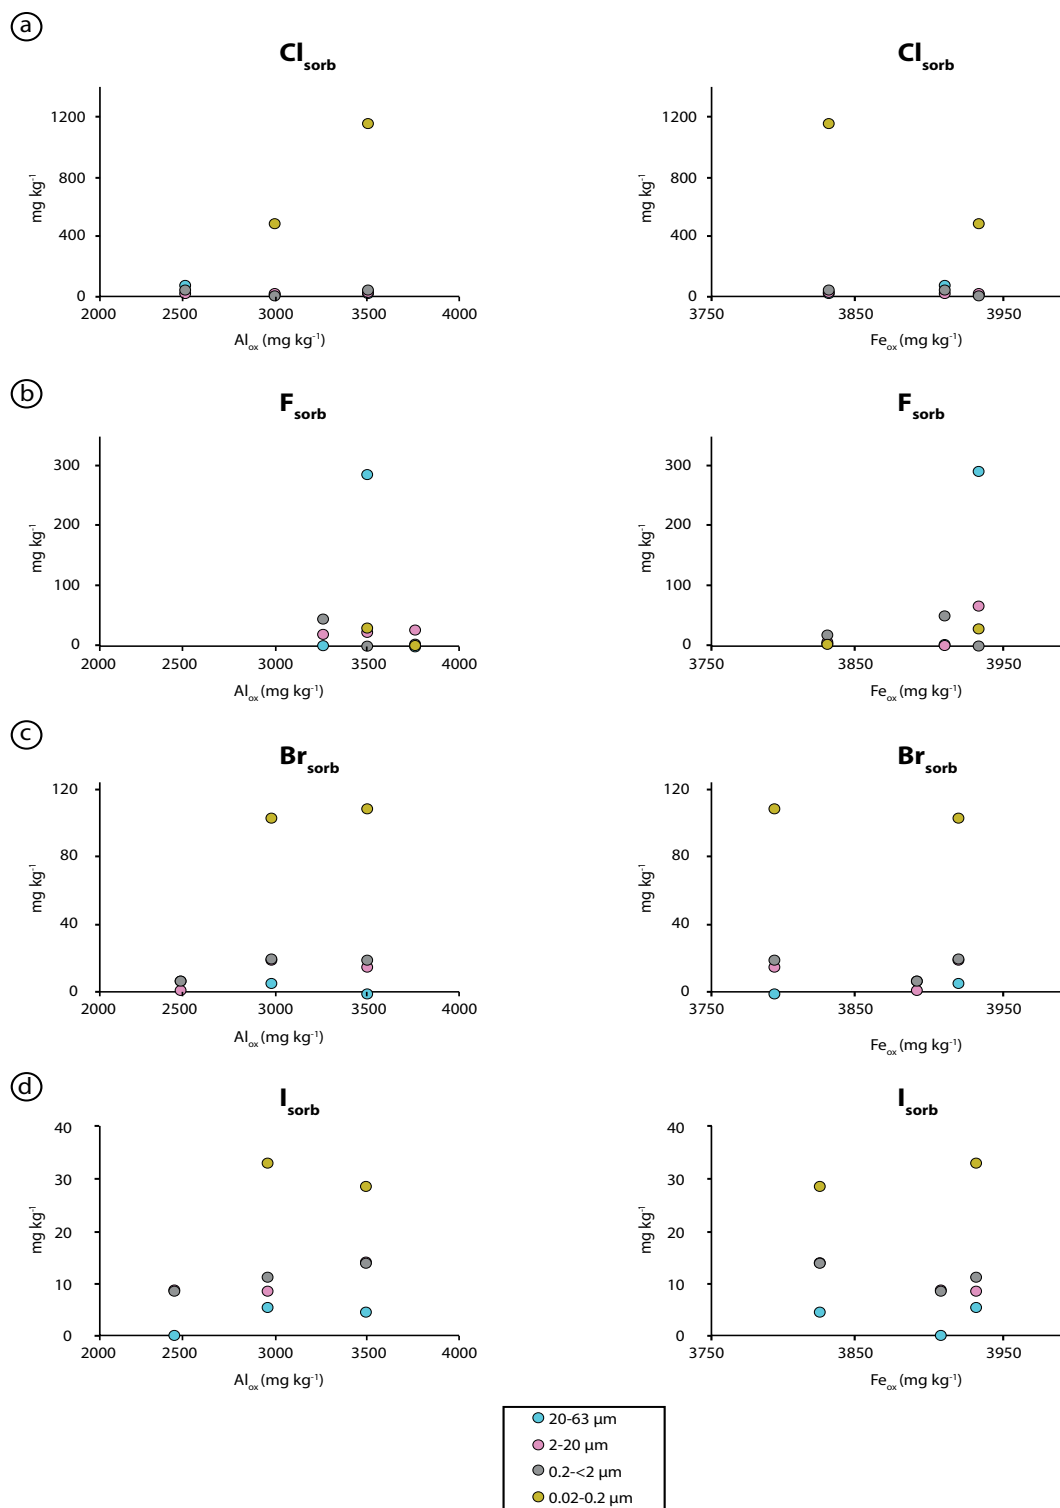 a
Cl sorb
Cl sorb
1200
800
400
0
mg kg-1
2000 2500 3000 3500 4000
Al ox (mg kg-1)
1200
800
400
0
mg kg-1
3750 3850 3950
Fe ox (mg kg-1)
b
F sorb
F sorb
300
200
100
0
mg kg-1
2000 2500 3000 3500 4000
Al ox (mg kg-1)
300
200
100
0
mg kg-1
3750 3850 3950
Fe ox (mg kg-1)
c
Br sorb
Br sorb
120
80
40
0
mg kg-1
2000 2500 3000 3500 4000
Al ox (mg kg-1)
120
80
40
0
mg kg-1
3750 3850 3950
Fe ox (mg kg-1)
d
I sorb
I sorb
40
30
20
10
0
mg kg-1
2000 2500 3000 3500 4000
Al ox (mg kg-1)
40
30
20
10
0
mg kg-1
3750 3850 3950
Fe ox (mg kg-1)
20-63 µm
2-20 µm
0.2-<2 µm
0.02-0.2 µm